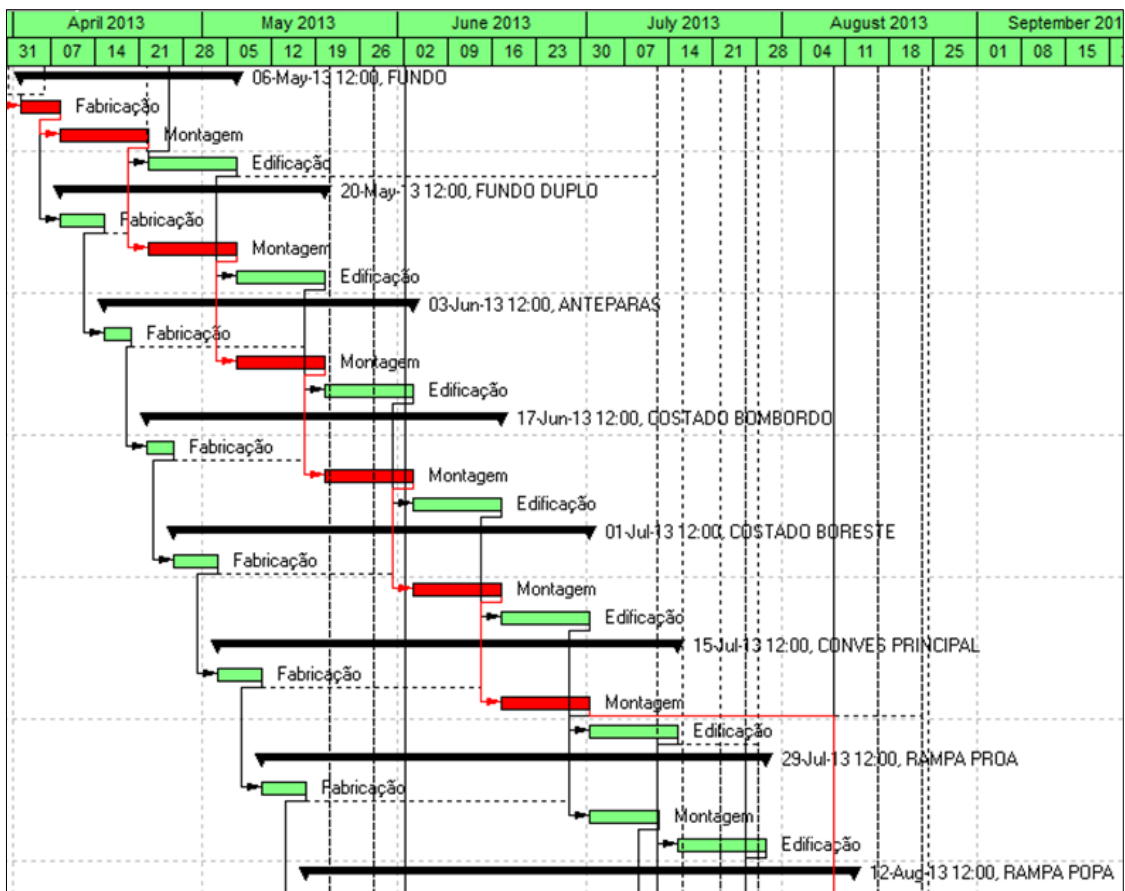 April 2013 May 2013 June 2013 July 2013 August 2013 September 201
31 07 14 21 28 05 12 19 26 02 09 16 23 30 07 14 21 28 04 11 18 25 01 08 15
06-May-13 12:00, FUNDO
Fabricação
Montagem
Edificação
20-May-13 12:00, FUNDO DUPLO
Fabricação
Montagem
Edificação
03-Jun-13 12:00, ANTEPARAS
Fabricação
Montagem
Edificação
17-Jun-13 12:00, COSTADO BOMBORDO
Fabricação
Montagem
Edificação
01-Jul-13 12:00, COSTADO BORESTE
Fabricação
Montagem
Edificação
15-Jul-13 12:00, CONVES PRINCIPAL
Fabricação
Montagem
Edificação
29-Jul-13 12:00, RAMPA PROA
Fabricação
Montagem
Edificação
12-Aug-13 12:00, RAMPA POPA